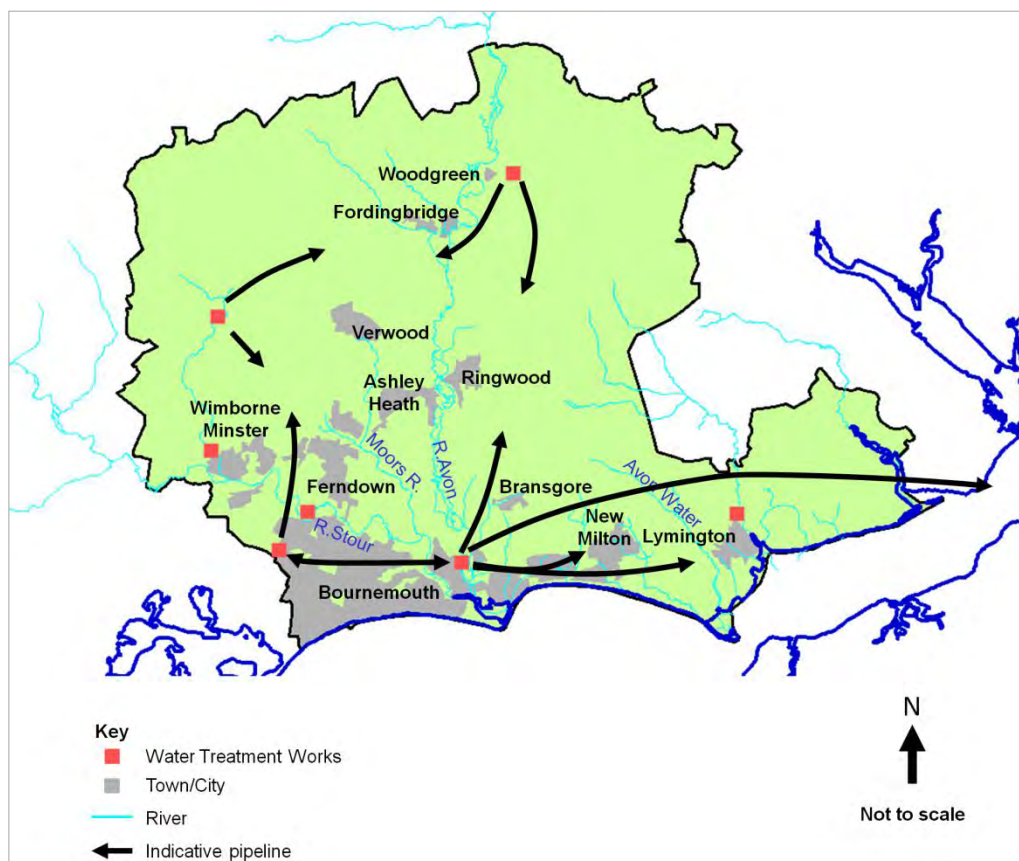 Woodgreen
Fordingbridge
Verwood
Ashley
Heath
Ringwood
Wimborne
Minster
Moors R.
R.Avon
Ferndown
Bransgore
Avon Water
R.Stour
New
Milton
Lymington
Bournemouth
Key
Water Treatment Works
Town/City
River
Indicative pipeline
N
Not to scale